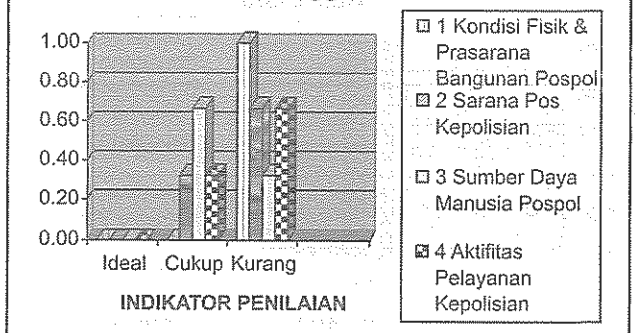 1.00
0.80
0.60
0.40
0.20
0.00
Ideal Cukup Kurang
INDIKATOR PENILAIAN
1 Kondisi Fisik &
Prasarana
Bangunan Pospol
2 Sarana Pos
Kepolisian
3 Sumber Daya
Manusia Pospol
4 Aktifitas
Pelayanan
Kepolisian